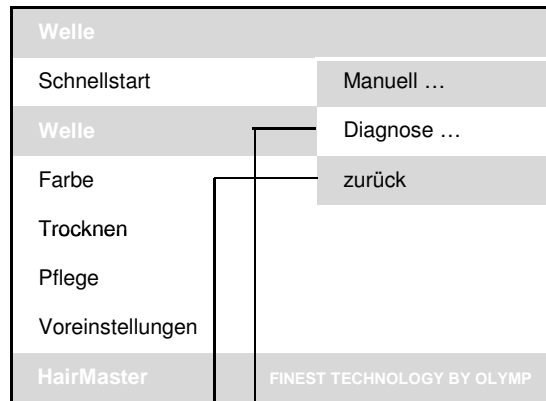 Welle
Schnellstart
Manuell …
Welle
Diagnose …
Farbe
zurück
Trocknen
Pflege
Voreinstellungen
HairMaster
FINEST TECHNOLOGY BY OLYMP